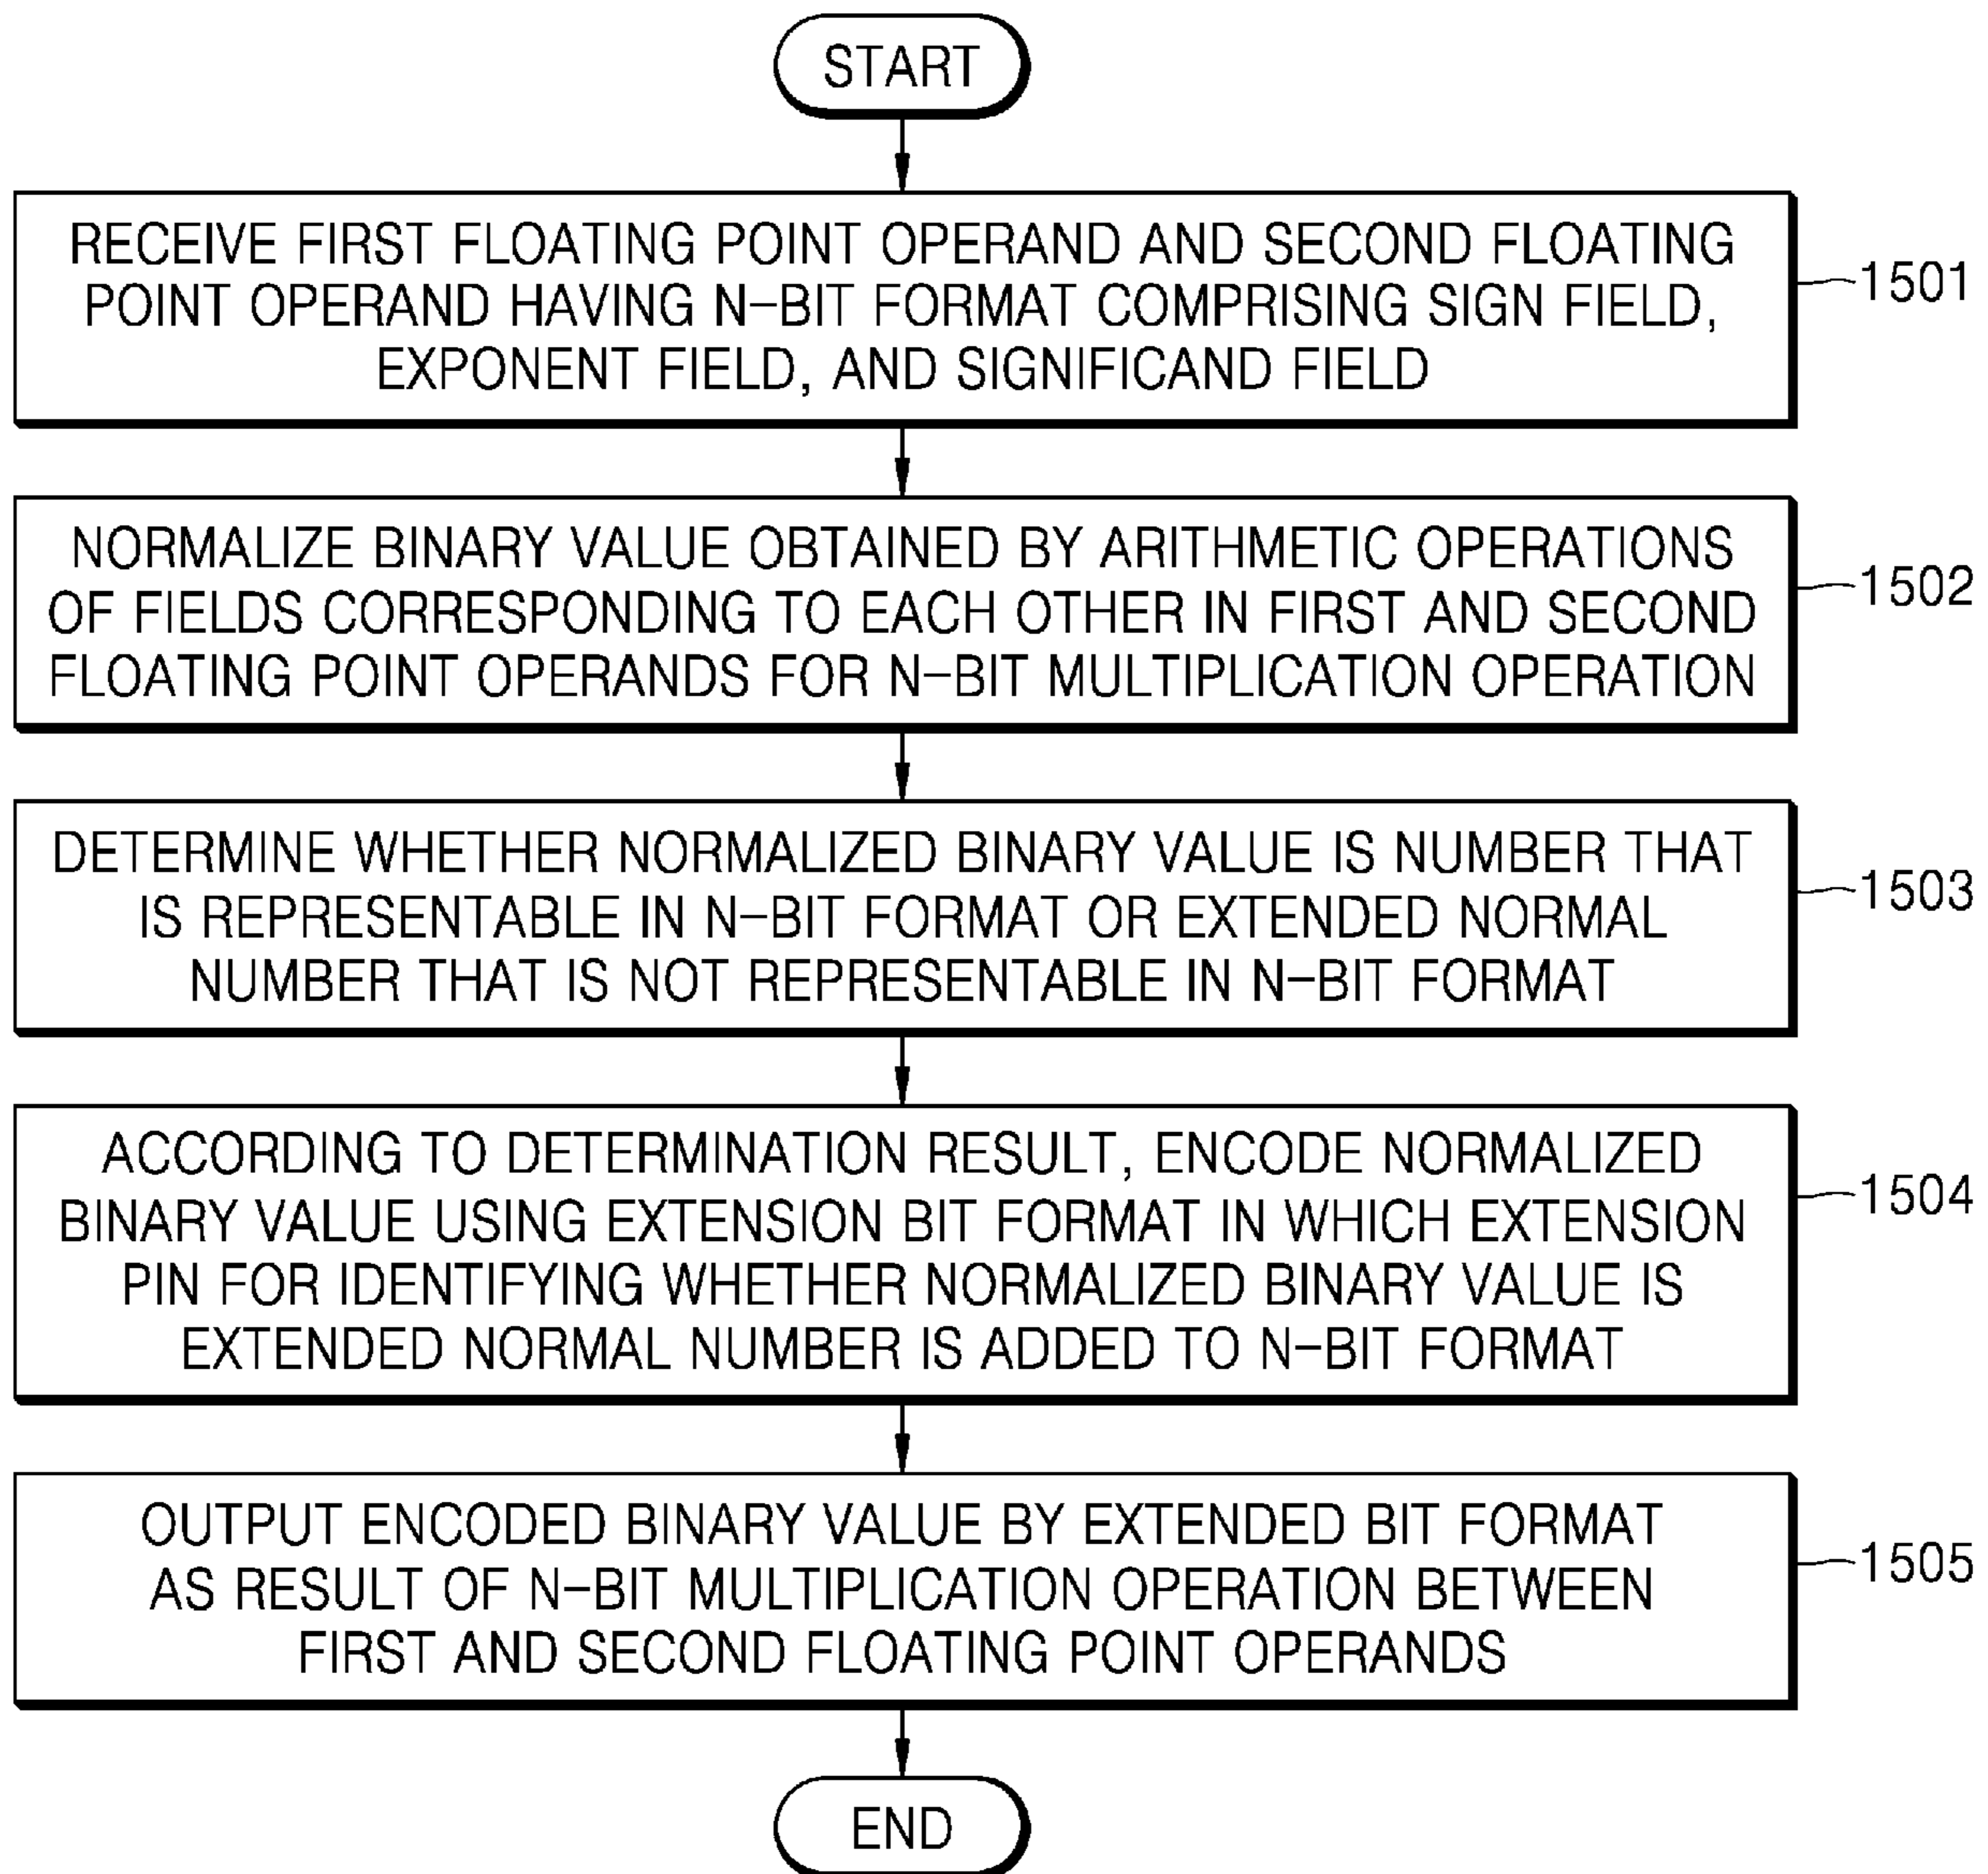 START
RECEIVE FIRST FLOATING POINT OPERAND AND SECOND FLOATING
POINT OPERAND HAVING N-BIT FORMAT COMPRISING SIGN FIELD,
EXPONENT FIELD, AND SIGNIFICAND FIELD
1501
NORMALIZE BINARY VALUE OBTAINED BY ARITHMETIC OPERATIONS
OF FIELDS CORRESPONDING TO EACH OTHER IN FIRST AND SECOND
FLOATING POINT OPERANDS FOR N-BIT MULTIPLICATION OPERATION
1502
DETERMINE WHETHER NORMALIZED BINARY VALUE IS NUMBER THAT
IS REPRESENTABLE IN N-BIT FORMAT OR EXTENDED NORMAL
NUMBER THAT IS NOT REPRESENTABLE IN N-BIT FORMAT
1503
ACCORDING TO DETERMINATION RESULT, ENCODE NORMALIZED
BINARY VALUE USING EXTENSION BIT FORMAT IN WHICH EXTENSION
PIN FOR IDENTIFYING WHETHER NORMALIZED BINARY VALUE IS
EXTENDED NORMAL NUMBER IS ADDED TO N-BIT FORMAT
1504
OUTPUT ENCODED BINARY VALUE BY EXTENDED BIT FORMAT
AS RESULT OF N-BIT MULTIPLICATION OPERATION BETWEEN
FIRST AND SECOND FLOATING POINT OPERANDS
1505
END